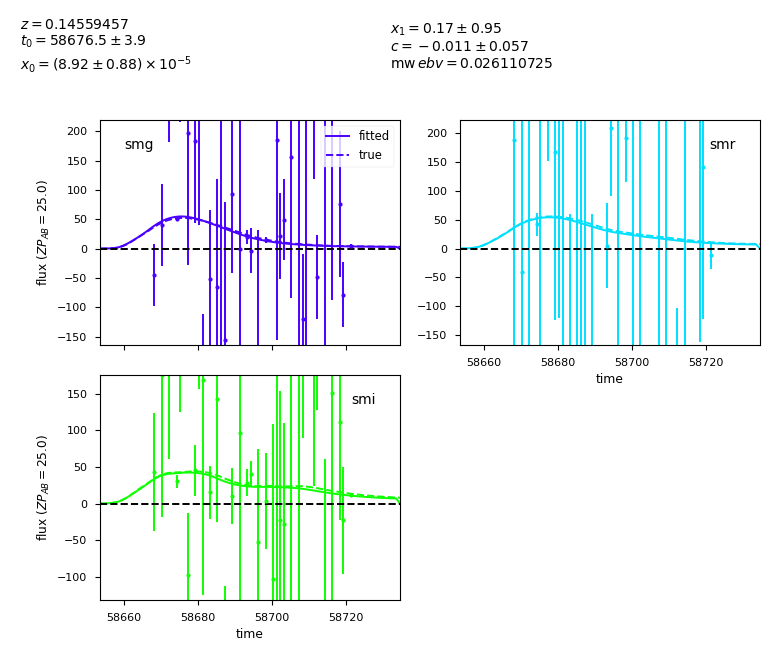 z = 0.14559457
t₀ = 58676.5 ± 3.9
x₀ = (8.92 ± 0.88) × 10⁻⁵
x₁ = 0.17 ± 0.95
c = −0.011 ± 0.057
mw ebv = 0.026110725
smg
fitted
true
200
150
100
50
0
−50
−100
−150
flux (ZP_AB = 25.0)
smr
200
150
100
50
0
−50
−100
−150
58660 58680 58700 58720
time
smi
150
100
50
0
−50
−100
flux (ZP_AB = 25.0)
58660 58680 58700 58720
time